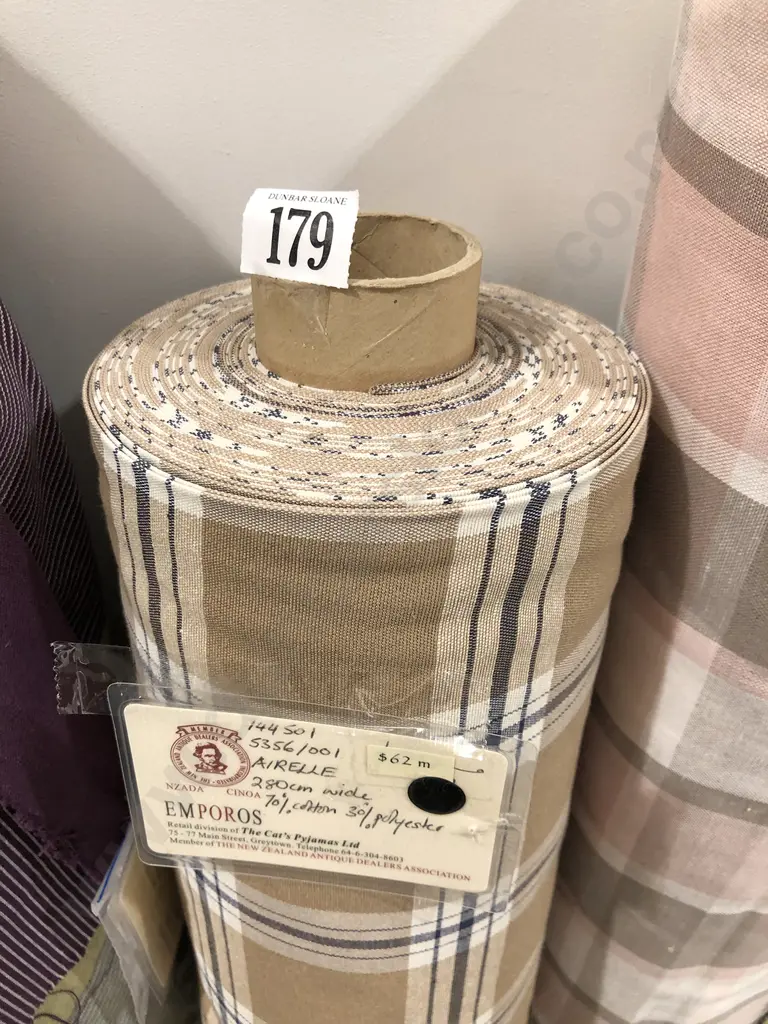 DUNBAR SLOANE
179
144501
5356/001
AIRELLE
280cm wide
70% cotton 30% polyester
$62 m
MEMBER
NZADA CINOA
EMPOROS
Retail division of The Cat's Pyjamas Ltd
75 - 77 Main Street, Greytown. Telephone 64-6-304-8603
Member of THE NEW ZEALAND ANTIQUE DEALERS ASSOCIATION
co.n